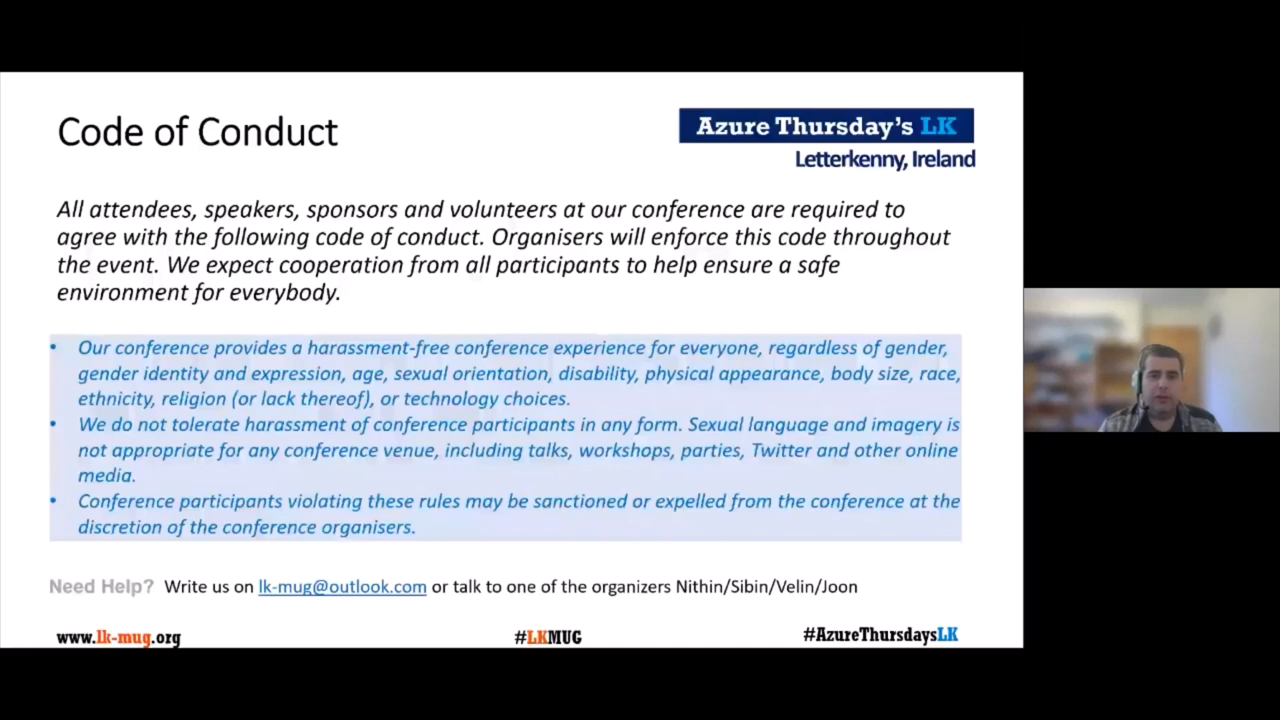 Code of Conduct
Azure Thursday's LK
Letterkenny, Ireland
All attendees, speakers, sponsors and volunteers at our conference are required to
agree with the following code of conduct. Organisers will enforce this code throughout
the event. We expect cooperation from all participants to help ensure a safe
environment for everybody.
• Our conference provides a harassment-free conference experience for everyone, regardless of gender,
gender identity and expression, age, sexual orientation, disability, physical appearance, body size, race,
ethnicity, religion (or lack thereof), or technology choices.
• We do not tolerate harassment of conference participants in any form. Sexual language and imagery is
not appropriate for any conference venue, including talks, workshops, parties, Twitter and other online
media.
• Conference participants violating these rules may be sanctioned or expelled from the conference at the
discretion of the conference organisers.
Need Help? Write us on lk-mug@outlook.com or talk to one of the organizers Nithin/Sibin/Velin/Joon
www.lk-mug.org
#LKMUG
#AzureThursdaysLK